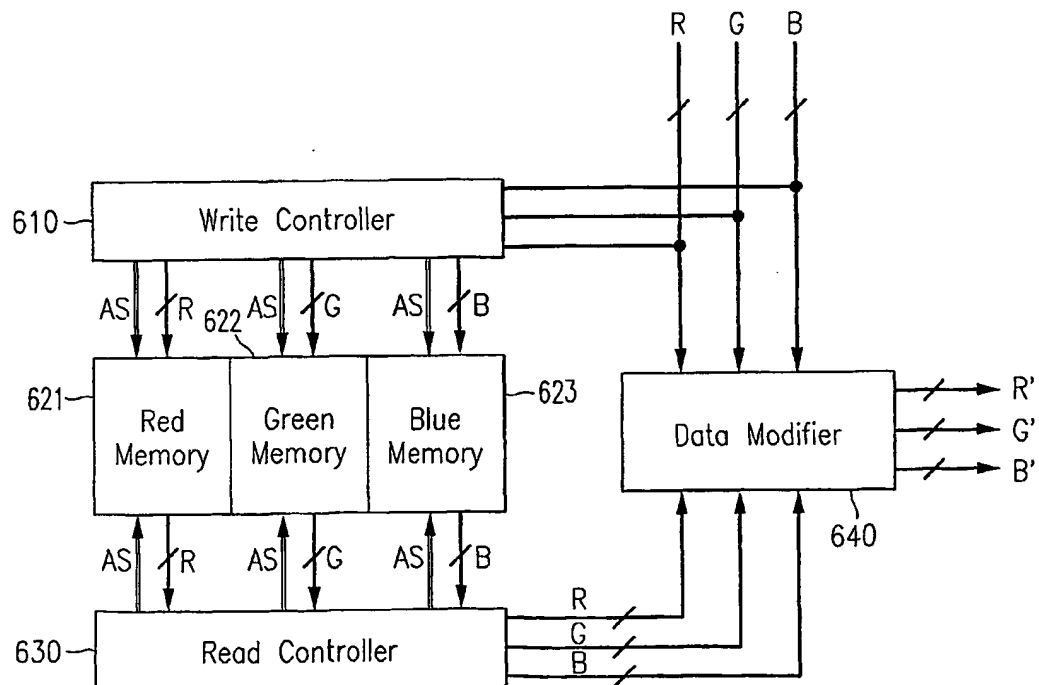 R G B
610 Write Controller
AS R AS G AS B
622
621 Red Memory Green Memory Blue Memory 623
Data Modifier
R'
G'
B'
640
AS R AS G AS B
R
G
B
630 Read Controller